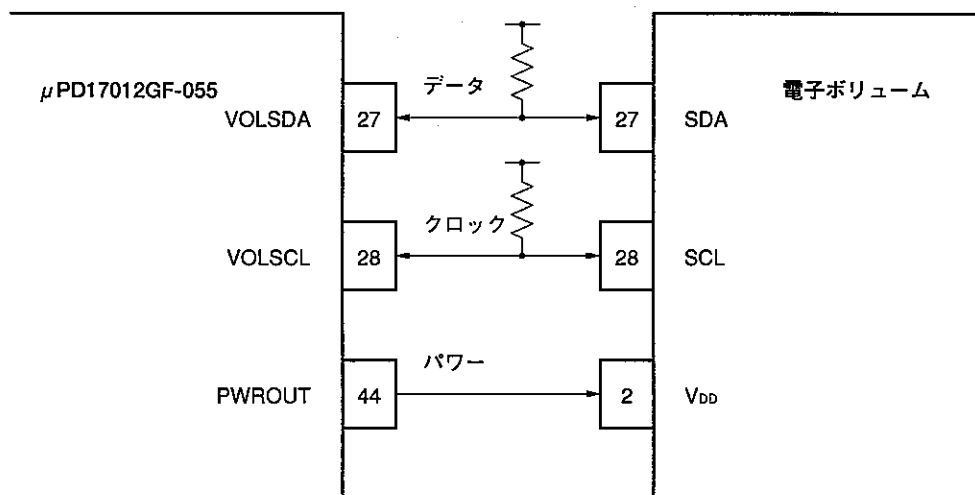 μPD17012GF-055
電子ボリューム
データ
VOLSDA 27 27 SDA
クロック
VOLSCL 28 28 SCL
パワー
PWROUT 44 2 VDD